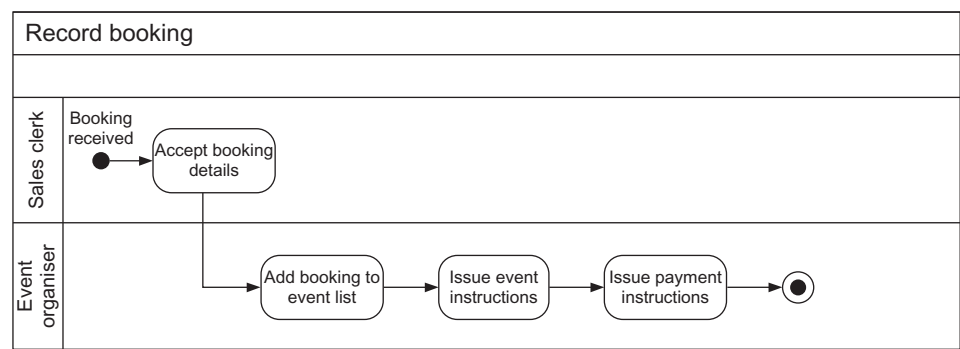 Record booking
Sales clerk
Booking
received
Accept booking
details
Event
organiser
Add booking to
event list
Issue event
instructions
Issue payment
instructions